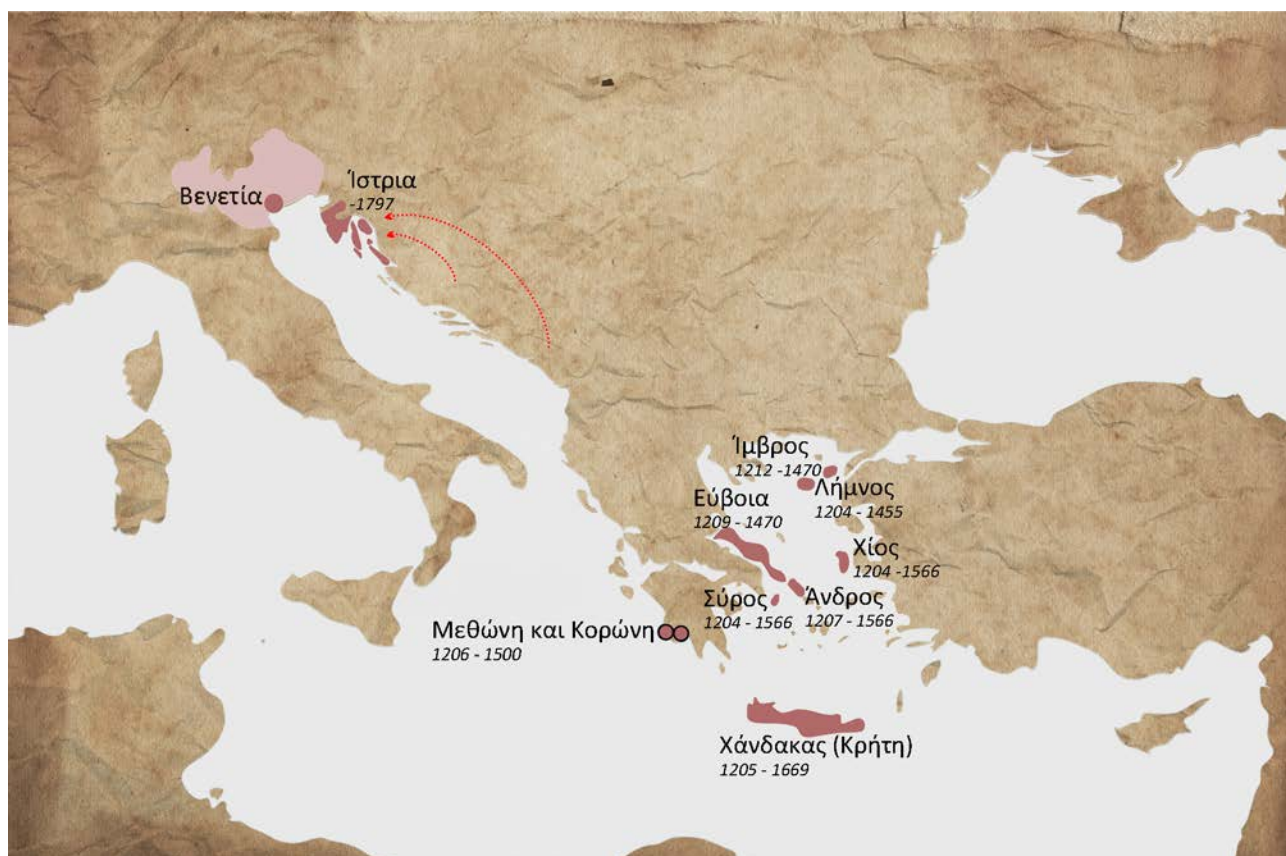 Βενετία
Ίστρια
-1797
Ίμβρος
1212 -1470
Λήμνος
1204 - 1455
Εύβοια
1209 - 1470
Χίος
1204 -1566
Σύρος
1204 - 1566
Άνδρος
1207 - 1566
Μεθώνη και Κορώνη
1206 - 1500
Χάνδακας (Κρήτη)
1205 - 1669